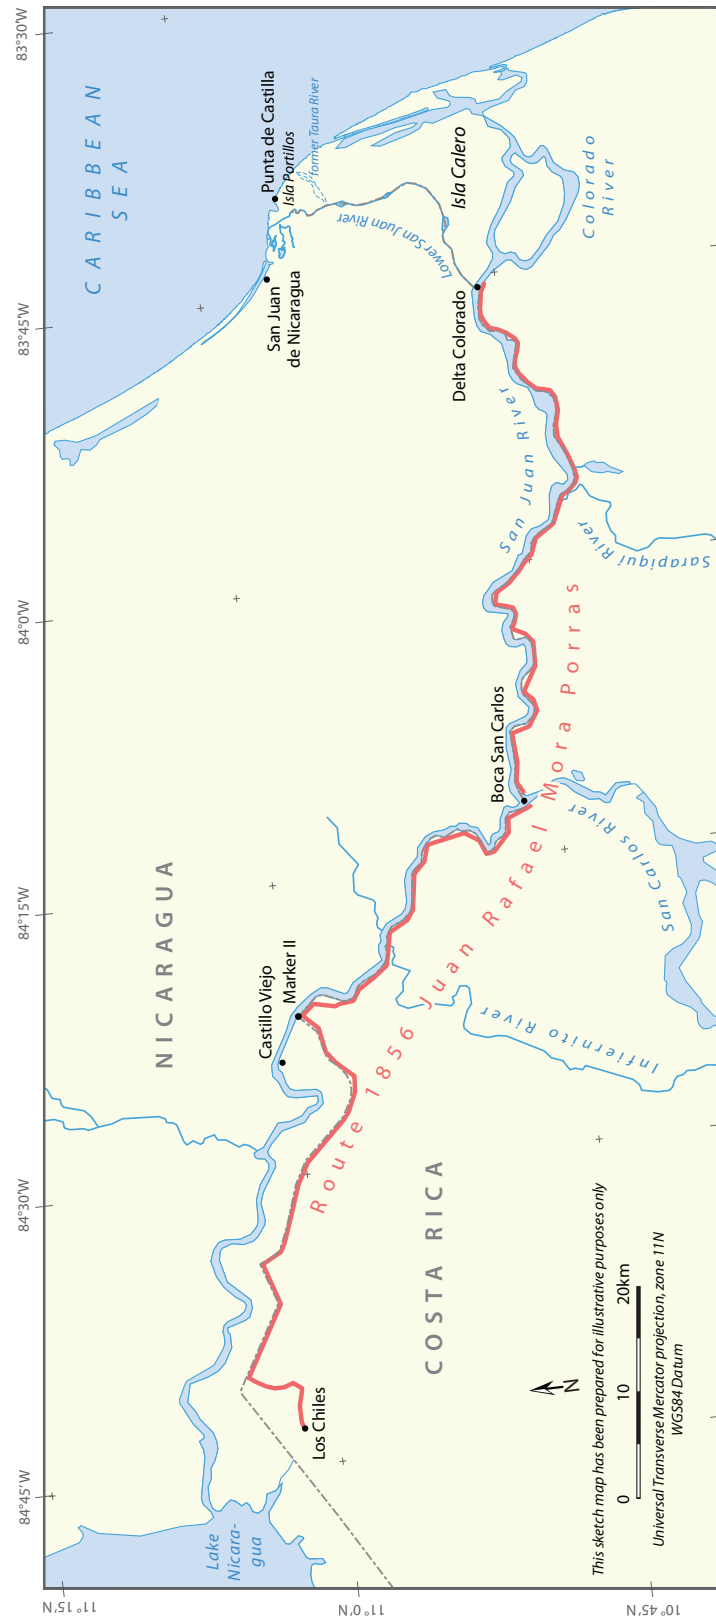 83°30'W
83°45'W
84°0'W
84°15'W
84°30'W
84°45'W
11°15'N
11°0'N
10°45'N
CARIBBEAN
SEA
Punta de Castilla
Isla Portillos
former Taura River
San Juan
de Nicaragua
Lower San Juan River
Isla Calero
Colorado
River
Delta Colorado
San Juan River
Sarapiquí River
Boca San Carlos
San Carlos River
Infiernito River
NICARAGUA
Castillo Viejo
Marker II
Route 1856 Juan Rafael Mora Porras
COSTA RICA
Los Chiles
Lake
Nicara-
gua
N
This sketch map has been prepared for illustrative purposes only
0 10 20km
Universal Transverse Mercator projection, zone 11N
WGS84 Datum